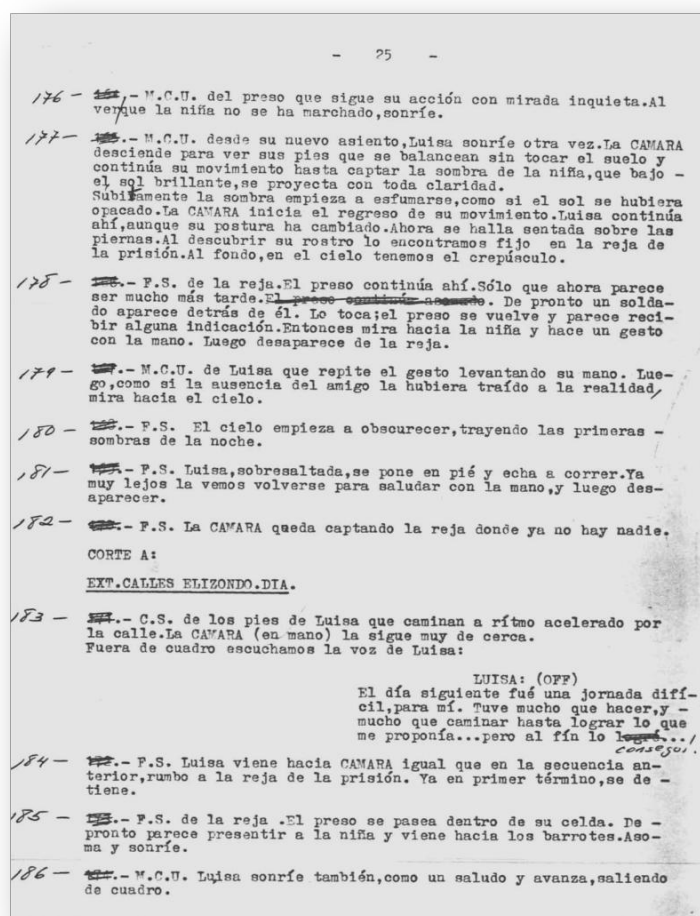 - 25 -
176 - .- M.C.U. del preso que sigue su acción con mirada inquieta.Al
ver que la niña no se ha marchado,sonríe.
177- .- M.C.U. desde su nuevo asiento,Luisa sonríe otra vez.La CAMARA
desciende para ver sus pies que se balancean sin tocar el suelo y
continúa su movimiento hasta captar la sombra de la niña,que bajo -
el sol brillante,se proyecta con toda claridad.
Subitamente la sombra empieza a esfumarse,como si el sol se hubiera
opacado.La CAMARA inicia el regreso de su movimiento.Luisa continúa
ahí,aunque su postura ha cambiado.Ahora se halla sentada sobre las
piernas.Al descubrir su rostro lo encontramos fijo en la reja de
la prisión.Al fondo,en el cielo tenemos el crepúsculo.
178 - .- F.S. de la reja.El preso continúa ahí.Sólo que ahora parece
ser mucho más tarde.El preso continúa asomado. De pronto un solda-
do aparece detrás de él. Lo toca;el preso se vuelve y parece reci-
bir alguna indicación.Entonces mira hacia la niña y hace un gesto
con la mano. Luego desaparece de la reja.
179 - .- M.C.U. de Luisa que repite el gesto levantando su mano. Lue-
go,como si la ausencia del amigo la hubiera traído a la realidad,
mira hacia el cielo.
180 - .- F.S. El cielo empieza a obscurecer,trayendo las primeras -
sombras de la noche.
181 - .- F.S. Luisa,sobresaltada,se pone en pié y echa a correr.Ya
muy lejos la vemos volverse para saludar con la mano,y luego des-
aparecer.
182 - .- F.S. La CAMARA queda captando la reja donde ya no hay nadie.
CORTE A:
EXT.CALLES ELIZONDO.DIA.
183 - .- C.S. de los pies de Luisa que caminan a rítmo acelerado por
la calle.La CAMARA (en mano) la sigue muy de cerca.
Fuera de cuadro escuchamos la voz de Luisa:
LUISA: (OFF)
El día siguiente fué una jornada difí-
cil,para mí. Tuve mucho que hacer,y -
mucho que caminar hasta lograr lo que
me proponía...pero al fín lo logré...
conseguí.
184 - .- F.S. Luisa viene hacia CAMARA igual que en la secuencia an-
terior,rumbo a la reja de la prisión. Ya en primer término,se de -
tiene.
185 - .- F.S. de la reja .El preso se pasea dentro de su celda. De -
pronto parece presentir a la niña y viene hacia los barrotes.Aso-
ma y sonríe.
186 - .- M.C.U. Luisa sonríe también,como un saludo y avanza,saliendo
de cuadro.